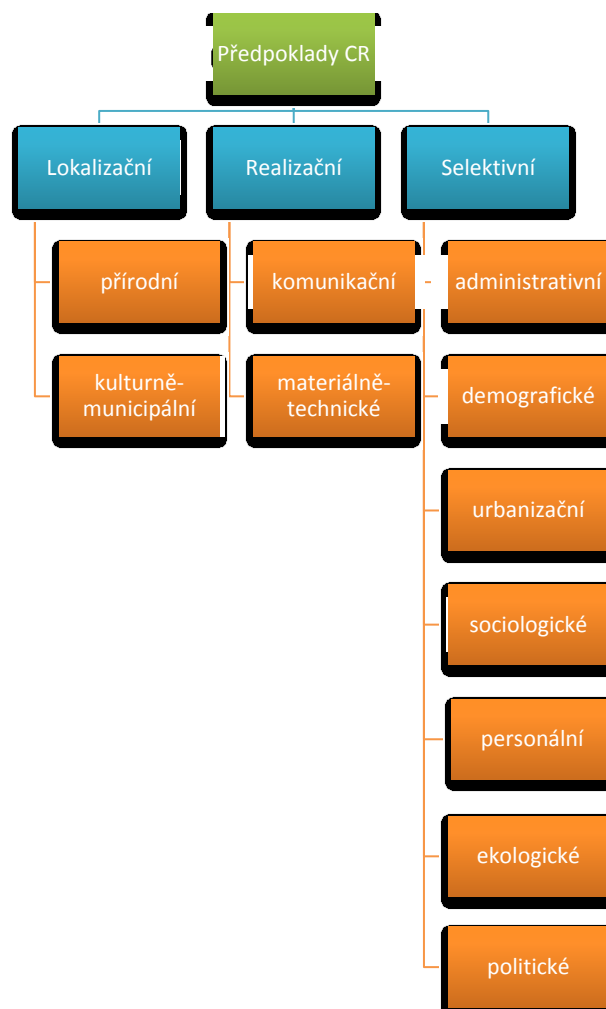 Předpoklady CR
Lokalizační
Realizační
Selektivní
přírodní
komunikační
administrativní
kulturně-
municipální
materiálně-
technické
demografické
urbanizační
sociologické
personální
ekologické
politické